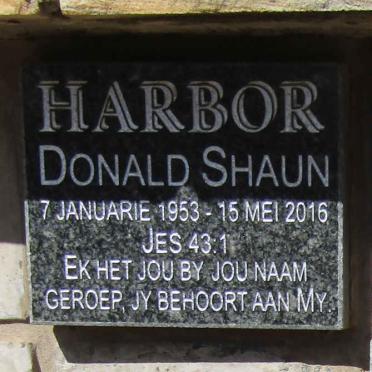 HARBOR
DONALD SHAUN
7 JANUARIE 1953 - 15 MEI 2016
JES 43:1
EK HET JOU BY JOU NAAM
GEROEP, JY BEHOORT AAN MY.